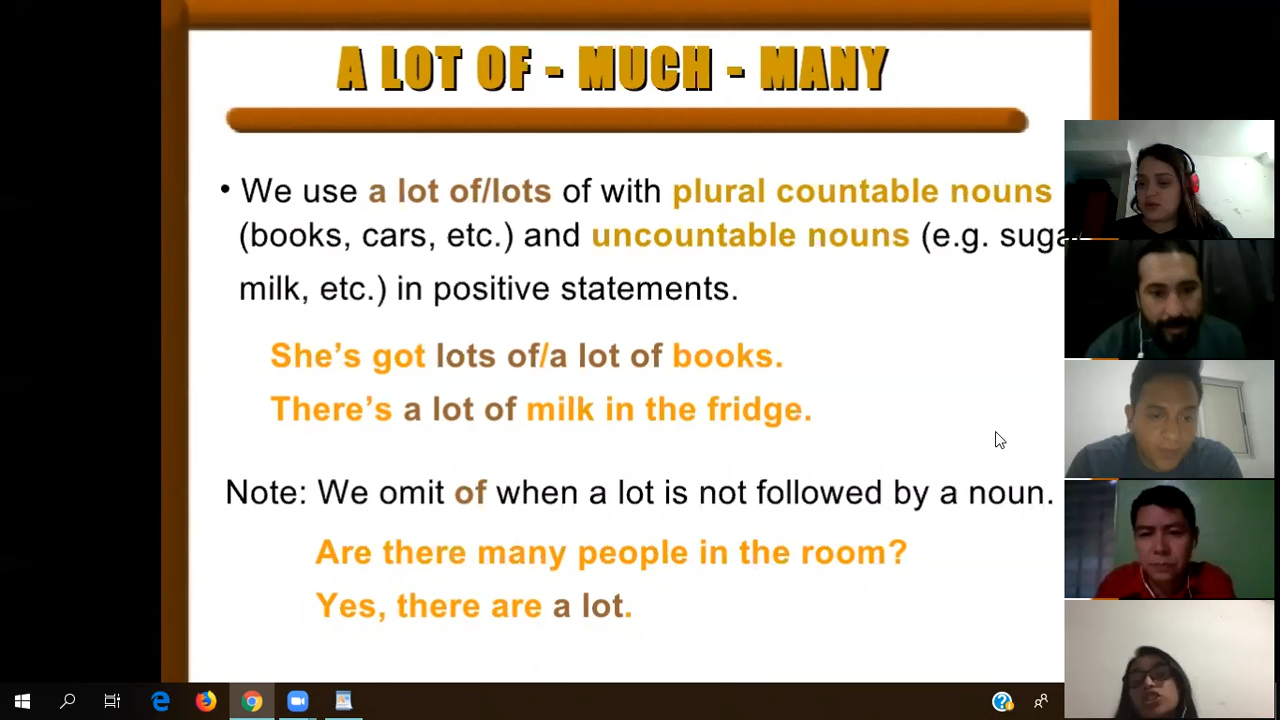 A LOT OF - MUCH - MANY
• We use a lot of/lots of with plural countable nouns
(books, cars, etc.) and uncountable nouns (e.g.
milk, etc.) in positive statements.
She's got lots of/a lot of books.
There's a lot of milk in the fridge.
Note: We omit of when a lot is not followed by a noun.
Are there many people in the room?
Yes, there are a lot.